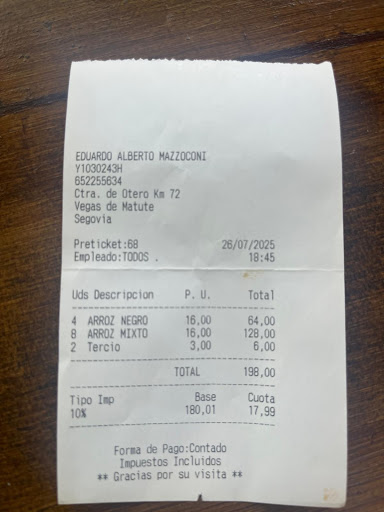 EDUARDO ALBERTO MAZZOCONI
Y1030243H
652255634
Ctra. de Otero Km 72
Vegas de Matute
Segovia
Preticket:68 26/07/2025
Empleado:TODOS . 18:45
Uds Descripcion P. U. Total
4 ARROZ NEGRO 16,00 64,00
8 ARROZ MIXTO 16,00 128,00
2 Tercio 3,00 6,00
TOTAL 198,00
Tipo Imp Base Cuota
10% 180,01 17,99
Forma de Pago:Contado
Impuestos Incluidos
** Gracias por su visita **